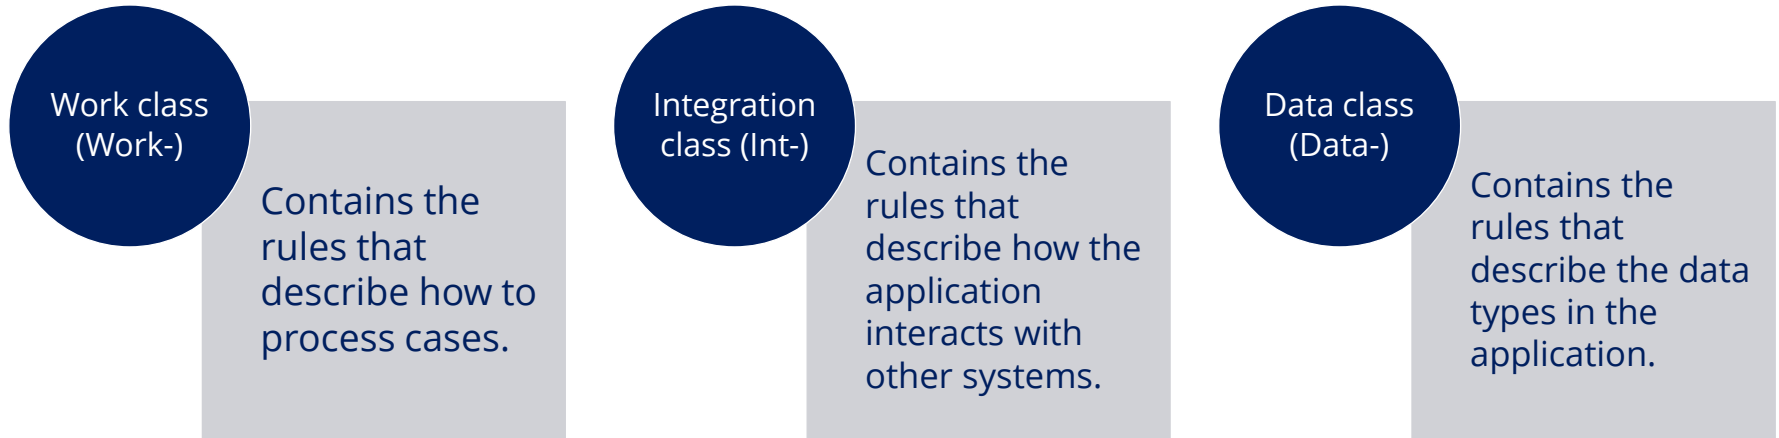 Work class
(Work-)
Contains the
rules that
describe how to
process cases.
Integration
class (Int-)
Contains the
rules that
describe how the
application
interacts with
other systems.
Data class
(Data-)
Contains the
rules that
describe the data
types in the
application.